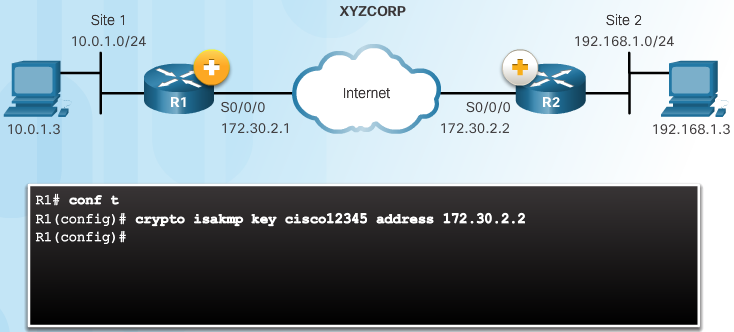 XYZCORP
Site 1
10.0.1.0/24
Site 2
192.168.1.0/24
R1
Internet
R2
S0/0/0
172.30.2.1
S0/0/0
172.30.2.2
10.0.1.3
192.168.1.3
R1# conf t
R1(config)# crypto isakmp key cisco12345 address 172.30.2.2
R1(config)#